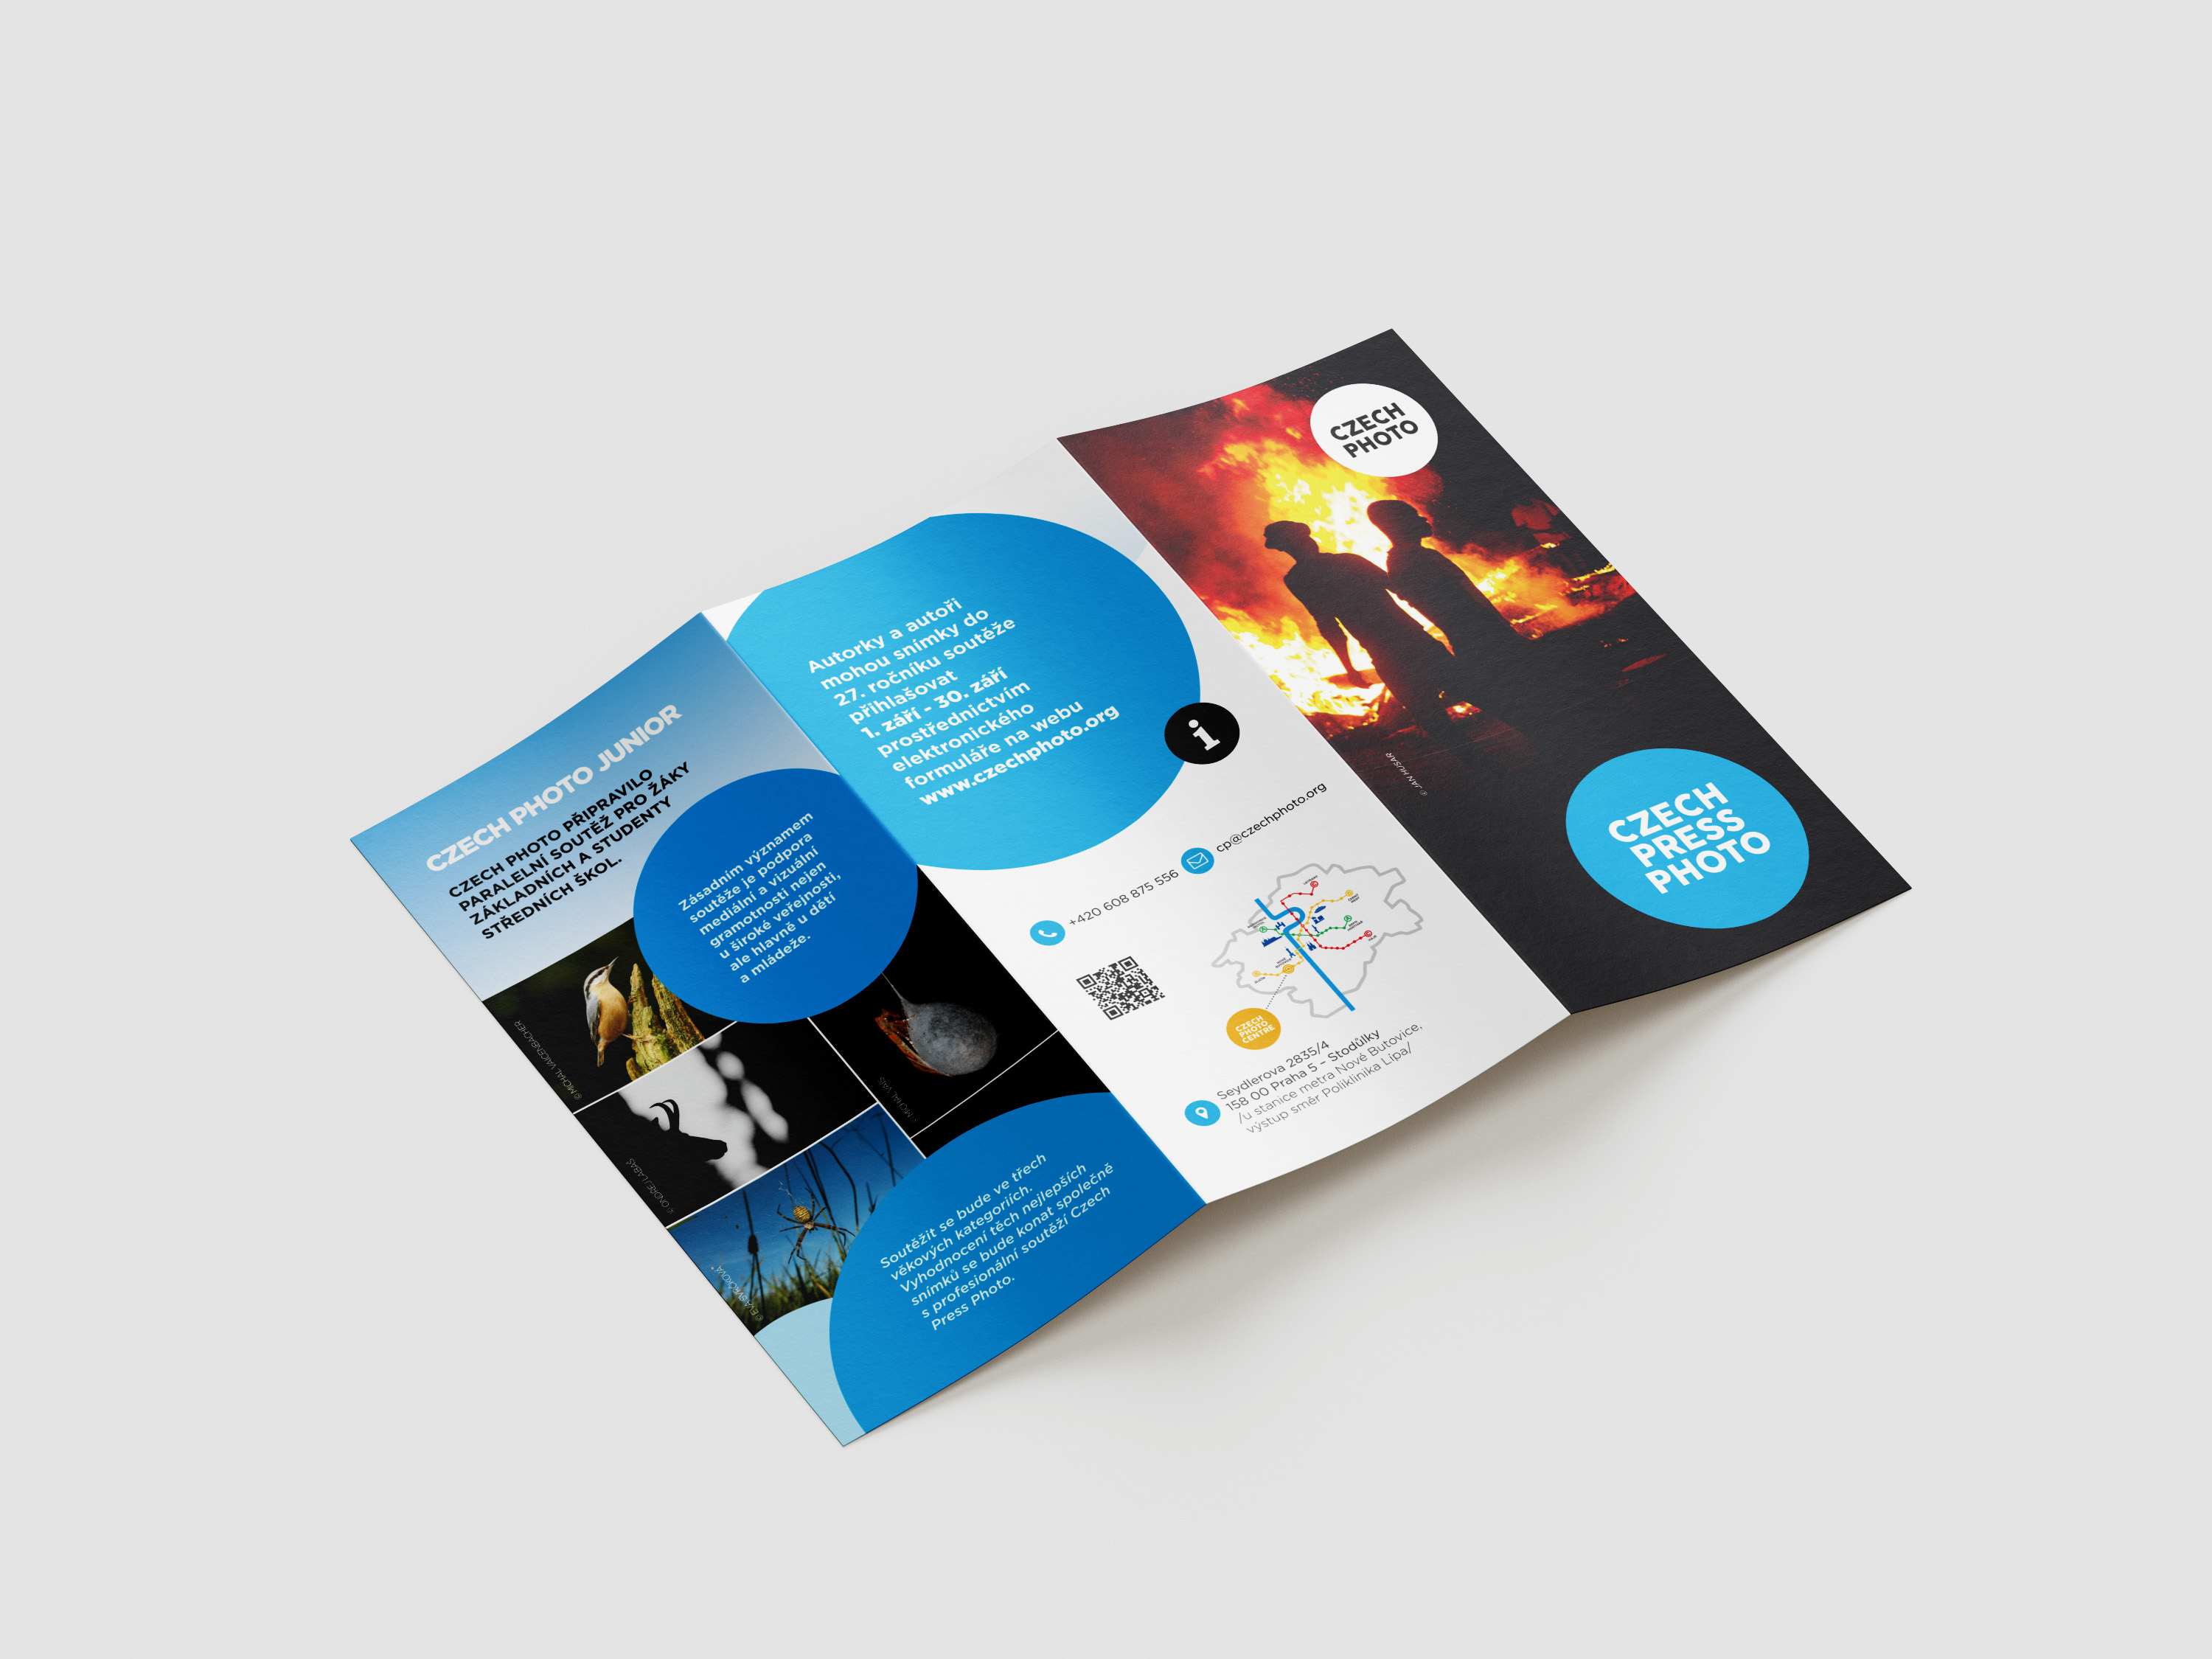 CZECH PHOTO JUNIOR
CZECH PHOTO PŘIPRAVILO
PARALELNÍ SOUTĚŽ PRO ŽÁKY
ZÁKLADNÍCH A STUDENTY
STŘEDNÍCH ŠKOL.
Zásadním významem
soutěže je podpora
mediální a vizuální
gramotnosti nejen
u široké veřejnosti,
ale hlavně u dětí
a mládeže.
Soutěžit se bude ve třech
věkových kategoriích.
Vyhodnocení těch nejlepších
snímků se bude konat společně
s profesionální soutěží Czech
Press Photo.
Autorky a autoři
mohou snímky do
27. ročníku soutěže
přihlašovat
1. září - 30. září
prostřednictvím
elektronického
formuláře na webu
www.czechphoto.org
i
+420 608 875 556
cp@czechphoto.org
CZECH
PHOTO
CENTRE
Seydlerova 2835/4
158 00 Praha 5 – Stodůlky
/u stanice metra Nové Butovice,
výstup směr Poliklinika Lípa/
CZECH
PHOTO
© JAN HUSAR
CZECH
PRESS
PHOTO